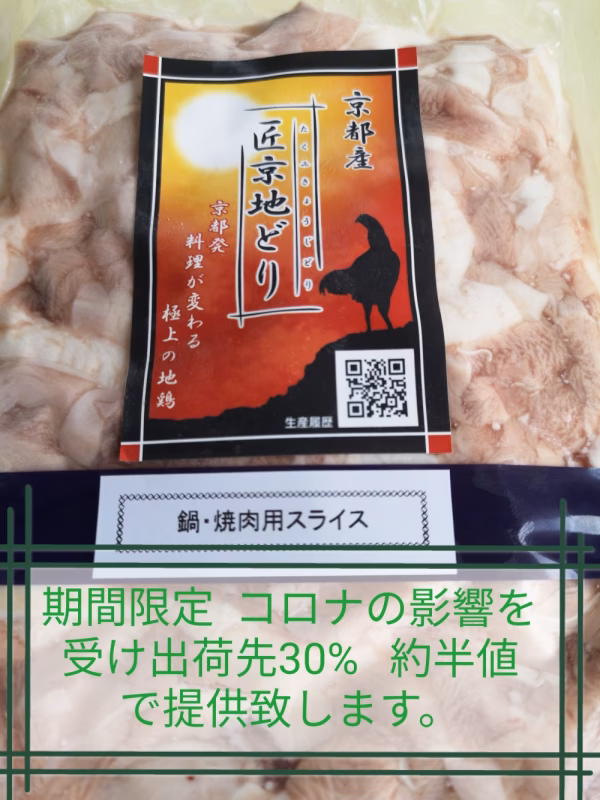 京都産
たくみきょうじどり
匠京地どり
京都発
料理が変わる
極上の地鶏
生産履歴
鍋・焼肉用スライス
期間限定 コロナの影響を
受け出荷先30% 約半値
で提供致します。